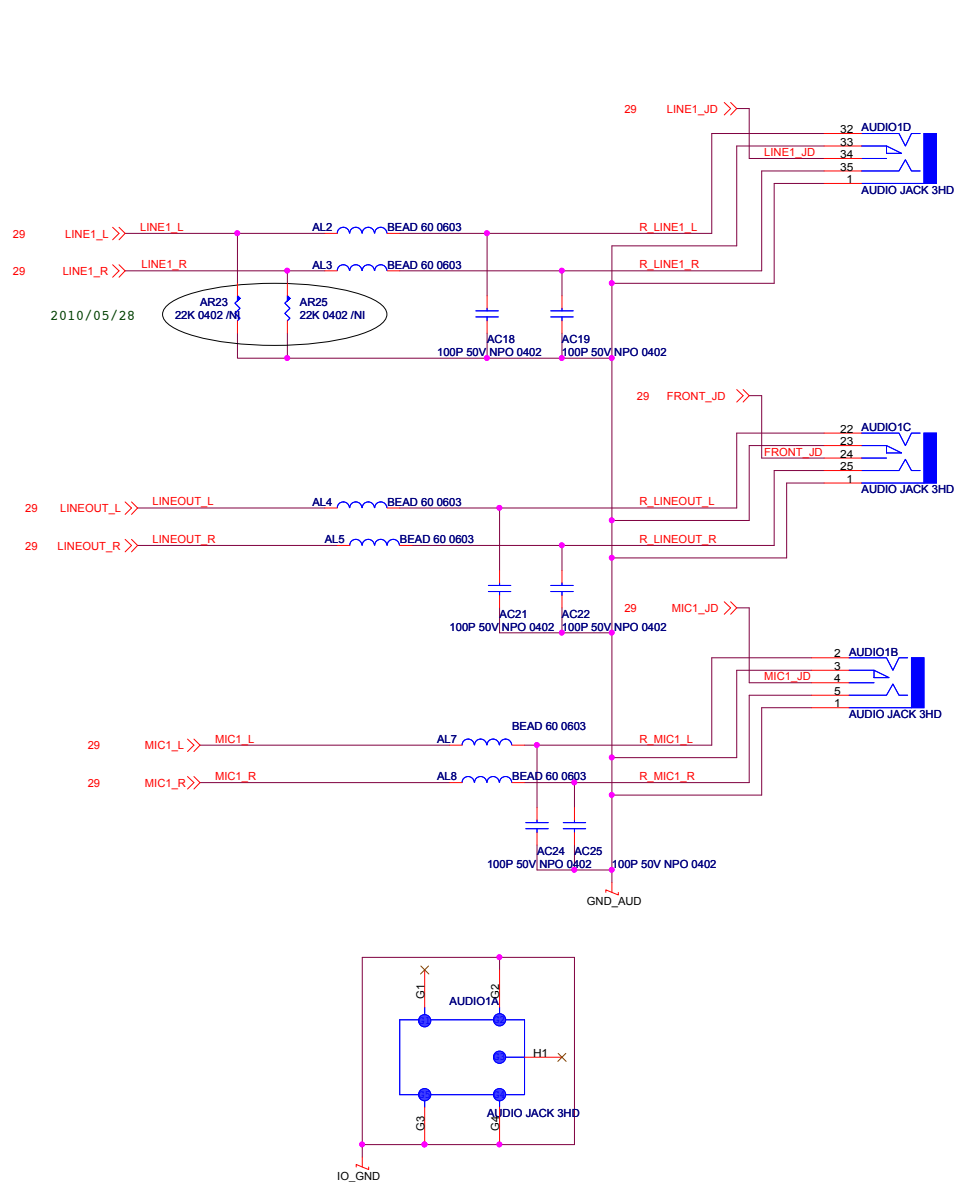 29 LINE1_JD
32 AUDIO1D
33
LINE1_JD 34
35
1
AUDIO JACK 3HD
29 LINE1_L LINE1_L AL2 BEAD 60 0603 R_LINE1_L
29 LINE1_R LINE1_R AL3 BEAD 60 0603 R_LINE1_R
2010/05/28
AR23 AR25
22K 0402 /NI 22K 0402 /NI
AC18 AC19
100P 50V NPO 0402 100P 50V NPO 0402
29 FRONT_JD
22 AUDIO1C
23
FRONT_JD 24
25
1
AUDIO JACK 3HD
29 LINEOUT_L LINEOUT_L AL4 BEAD 60 0603 R_LINEOUT_L
29 LINEOUT_R LINEOUT_R AL5 BEAD 60 0603 R_LINEOUT_R
AC21 AC22
100P 50V NPO 0402 100P 50V NPO 0402
29 MIC1_JD
2 AUDIO1B
3
MIC1_JD 4
5
1
AUDIO JACK 3HD
29 MIC1_L MIC1_L AL7 BEAD 60 0603 R_MIC1_L
29 MIC1_R MIC1_R AL8 BEAD 60 0603 R_MIC1_R
AC24 AC25
100P 50V NPO 0402 100P 50V NPO 0402
GND_AUD
G1 G2
AUDIO1A
H1
AUDIO JACK 3HD
G3 G4
IO_GND